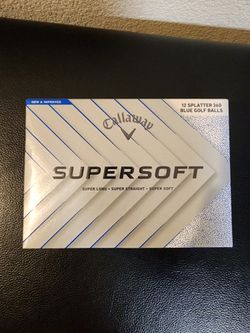 NEW & IMPROVED
12 SPLATTER 360
BLUE GOLF BALLS
Callaway
SUPERSOFT
SUPER LONG • SUPER STRAIGHT • SUPER SOFT